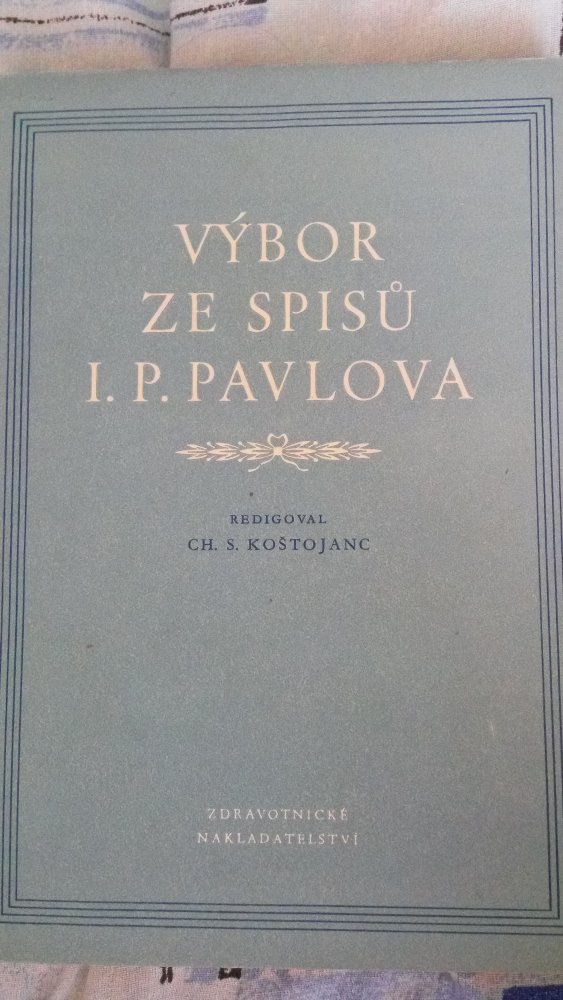 VÝBOR
ZE SPISŮ
I. P. PAVLOVA
REDIGOVAL
CH. S. KOŠTOJANC
ZDRAVOTNICKÉ
NAKLADATELSTVÍ